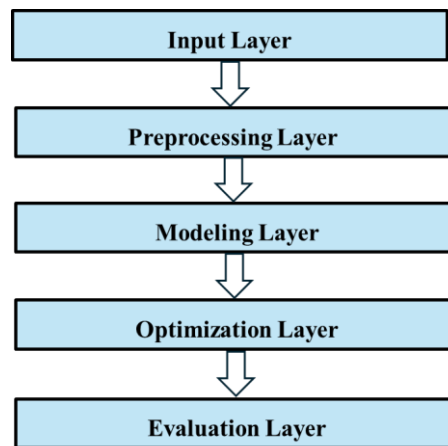 Input Layer
Preprocessing Layer
Modeling Layer
Optimization Layer
Evaluation Layer